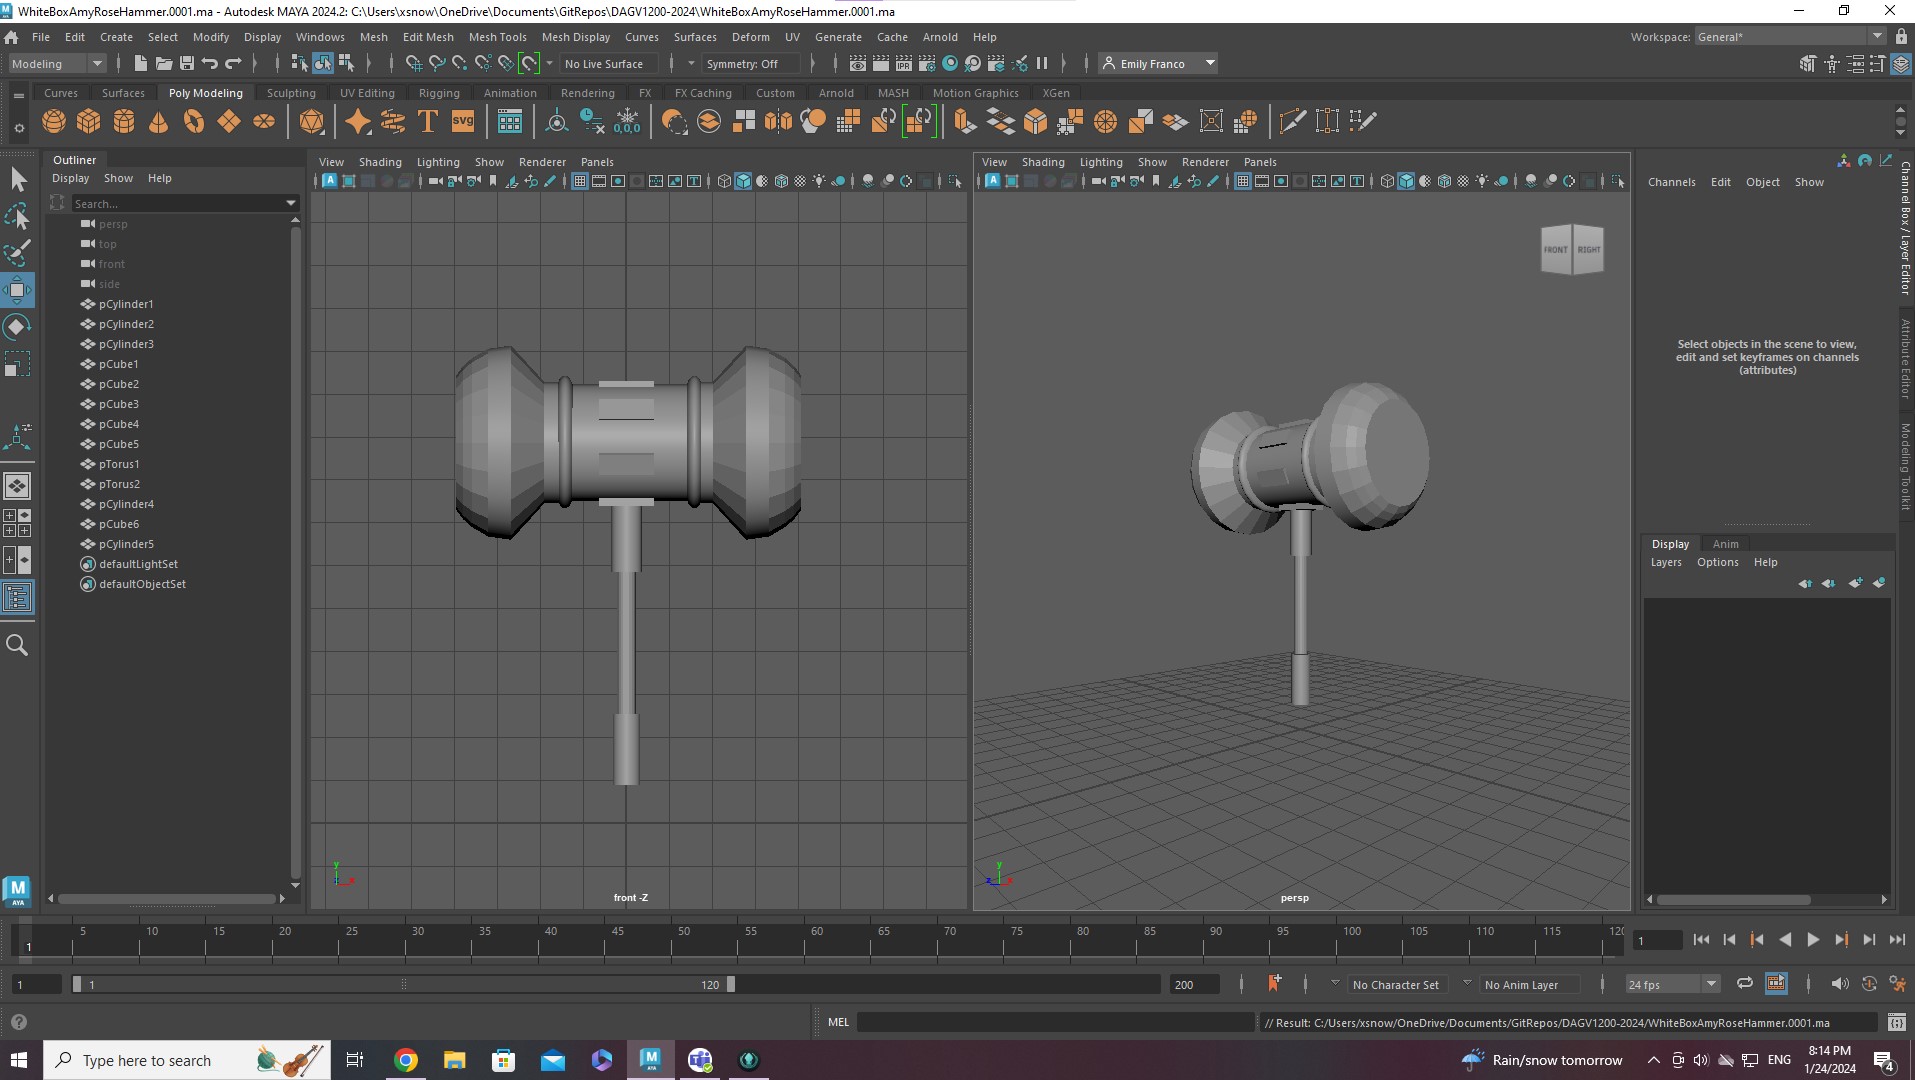 WhiteBoxAmyRoseHammer.0001.ma - Autodesk MAYA 2024.2: C:\Users\xsnow\OneDrive\Documents\GitRepos\DAGV1200-2024\WhiteBoxAmyRoseHammer.0001.ma
File Edit Create Select Modify Display Windows Mesh Edit Mesh Mesh Tools Mesh Display Curves Surfaces Deform UV Generate Cache Arnold Help Workspace: General*
Modeling No Live Surface Symmetry: Off Emily Franco
Curves Surfaces Poly Modeling Sculpting UV Editing Rigging Animation Rendering FX FX Caching Custom Arnold MASH Motion Graphics XGen
T SVG 0,0,0
Outliner
Display Show Help
Search...
persp
top
front
side
pCylinder1
pCylinder2
pCylinder3
pCube1
pCube2
pCube3
pCube4
pCube5
pTorus1
pTorus2
pCylinder4
pCube6
pCylinder5
defaultLightSet
defaultObjectSet
View Shading Lighting Show Renderer Panels
y
x
front -Z
View Shading Lighting Show Renderer Panels
FRONT RIGHT
y
z x
persp
Channels Edit Object Show
Select objects in the scene to view,
edit and set keyframes on channels
(attributes)
Channel Box / Layer Editor
Attribute Editor
Modeling Toolkit
Display Anim
Layers Options Help
M
AYA
5 10 15 20 25 30 35 40 45 50 55 60 65 70 75 80 85 90 95 100 105 110 115 120
1 1
1 1 120 200 No Character Set No Anim Layer 24 fps
MEL // Result: C:/Users/xsnow/OneDrive/Documents/GitRepos/DAGV1200-2024/WhiteBoxAmyRoseHammer.0001.ma
Type here to search Rain/snow tomorrow ENG 8:14 PM
1/24/2024 4